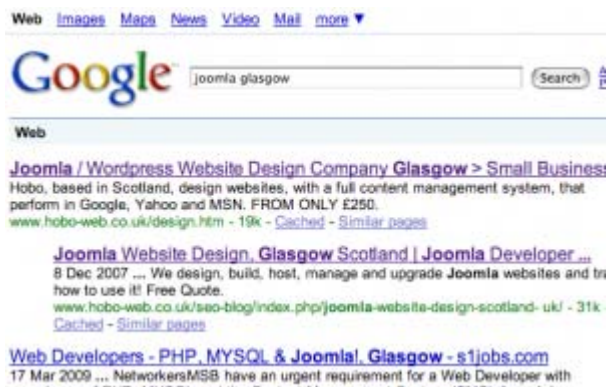 Web Images Maps News Video Mail more ▼
Google joomla glasgow Search
Web
Joomla / Wordpress Website Design Company Glasgow > Small Business
Hobo, based in Scotland, design websites, with a full content management system, that
perform in Google, Yahoo and MSN. FROM ONLY £250.
www.hobo-web.co.uk/design.htm - 19k - Cached - Similar pages
Joomla Website Design, Glasgow Scotland | Joomla Developer ...
8 Dec 2007 ... We design, build, host, manage and upgrade Joomla websites and tra
how to use it! Free Quote.
www.hobo-web.co.uk/seo-blog/index.php/joomla-website-design-scotland- uk/ - 31k -
Cached - Similar pages
Web Developers - PHP, MYSQL & Joomla!, Glasgow - s1jobs.com
17 Mar 2009 ... NetworkersMSB have an urgent requirement for a Web Developer with